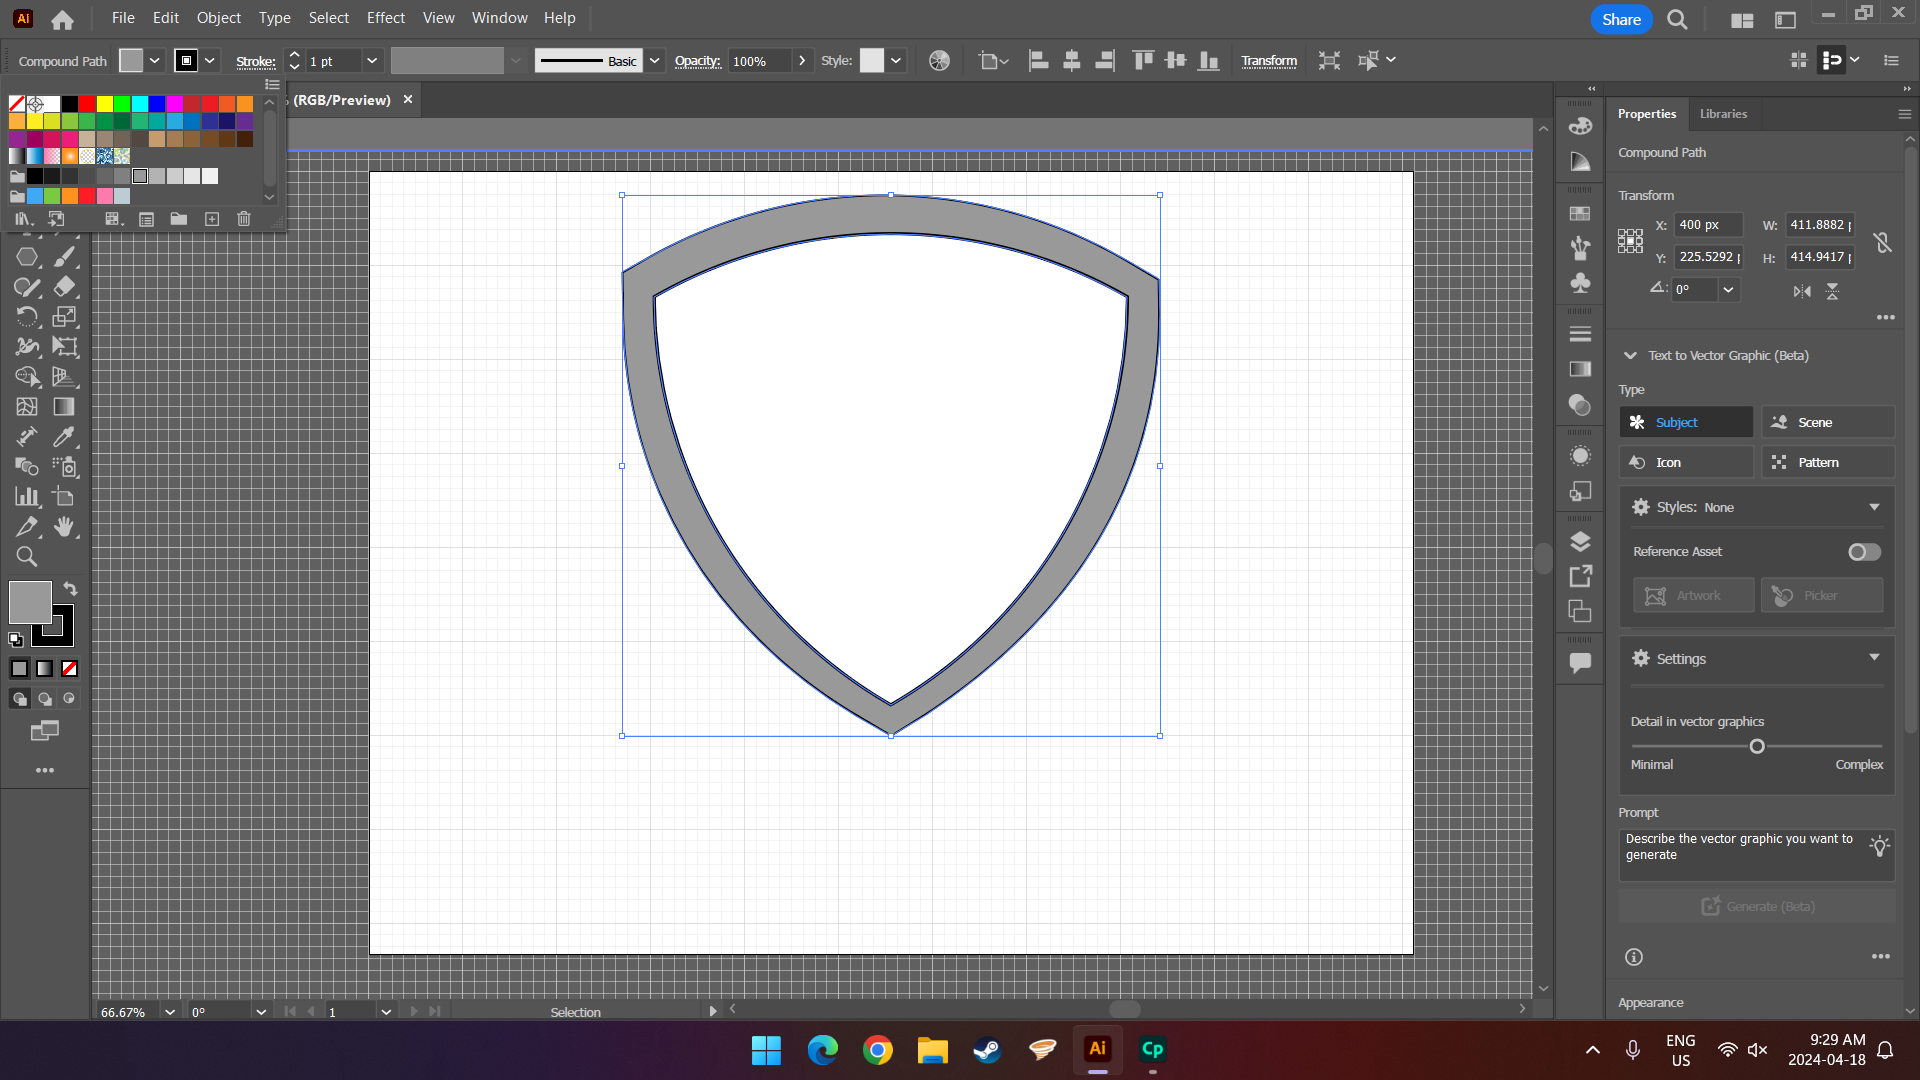 Ai File Edit Object Type Select Effect View Window Help Share
Compound Path Stroke: 1 pt Basic Opacity: 100% Style: Transform
(RGB/Preview) ×
Properties Libraries
Compound Path
Transform
X: 400 px W: 411.8882
Y: 225.5292 H: 414.9417
0°
Text to Vector Graphic (Beta)
Type
Subject Scene
Icon Pattern
Styles: None
Reference Asset
Artwork Picker
Settings
Detail in vector graphics
Minimal Complex
Prompt
Describe the vector graphic you want to
generate
Generate (Beta)
Appearance
66.67% 0° 1 Selection
Ai Cp
ENG
US
9:29 AM
2024-04-18